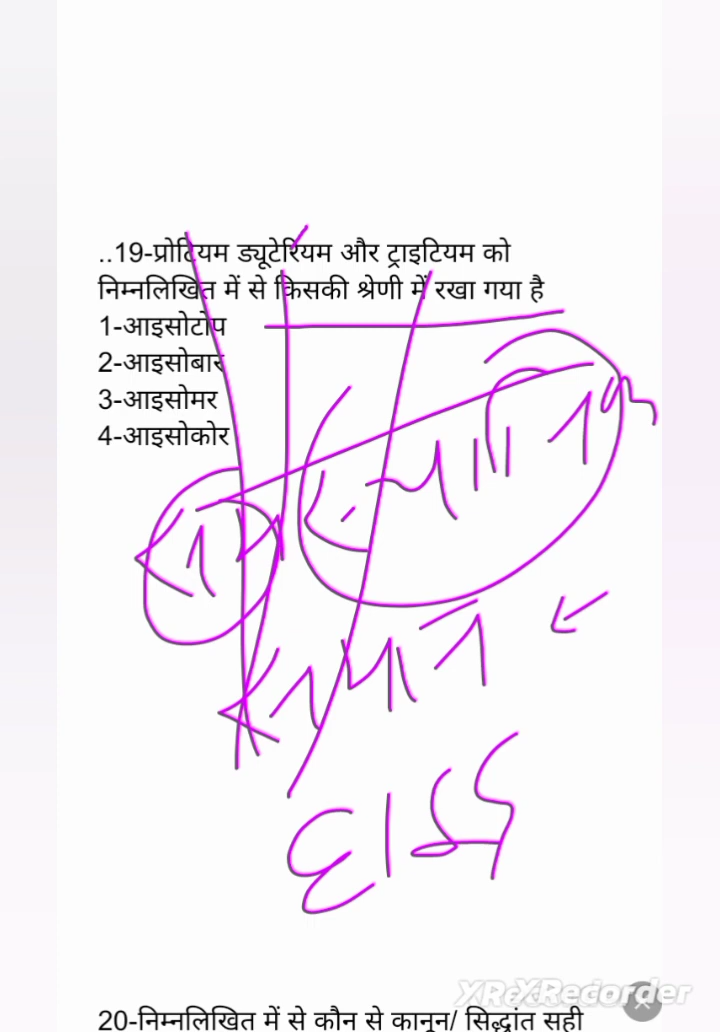 ..19-प्रोटियम ड्यूटेरियम और ट्राइटियम को
निम्नलिखित में से किसकी श्रेणी में रखा गया है
1-आइसोटोप
2-आइसोबार
3-आइसोमर
4-आइसोकोर
समान
20-निम्नलिखित में से कौन से कानून/ सिद्धांत सही
XRecorder